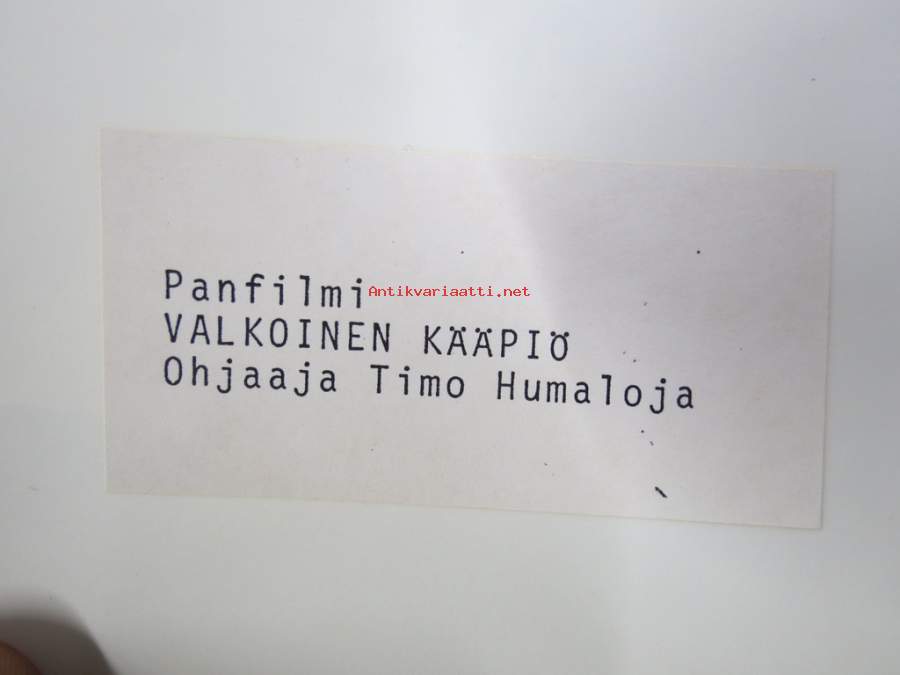 Panfilmi
Antikvariaatti.net
VALKOINEN KÄÄPIÖ
Ohjaaja Timo Humaloja